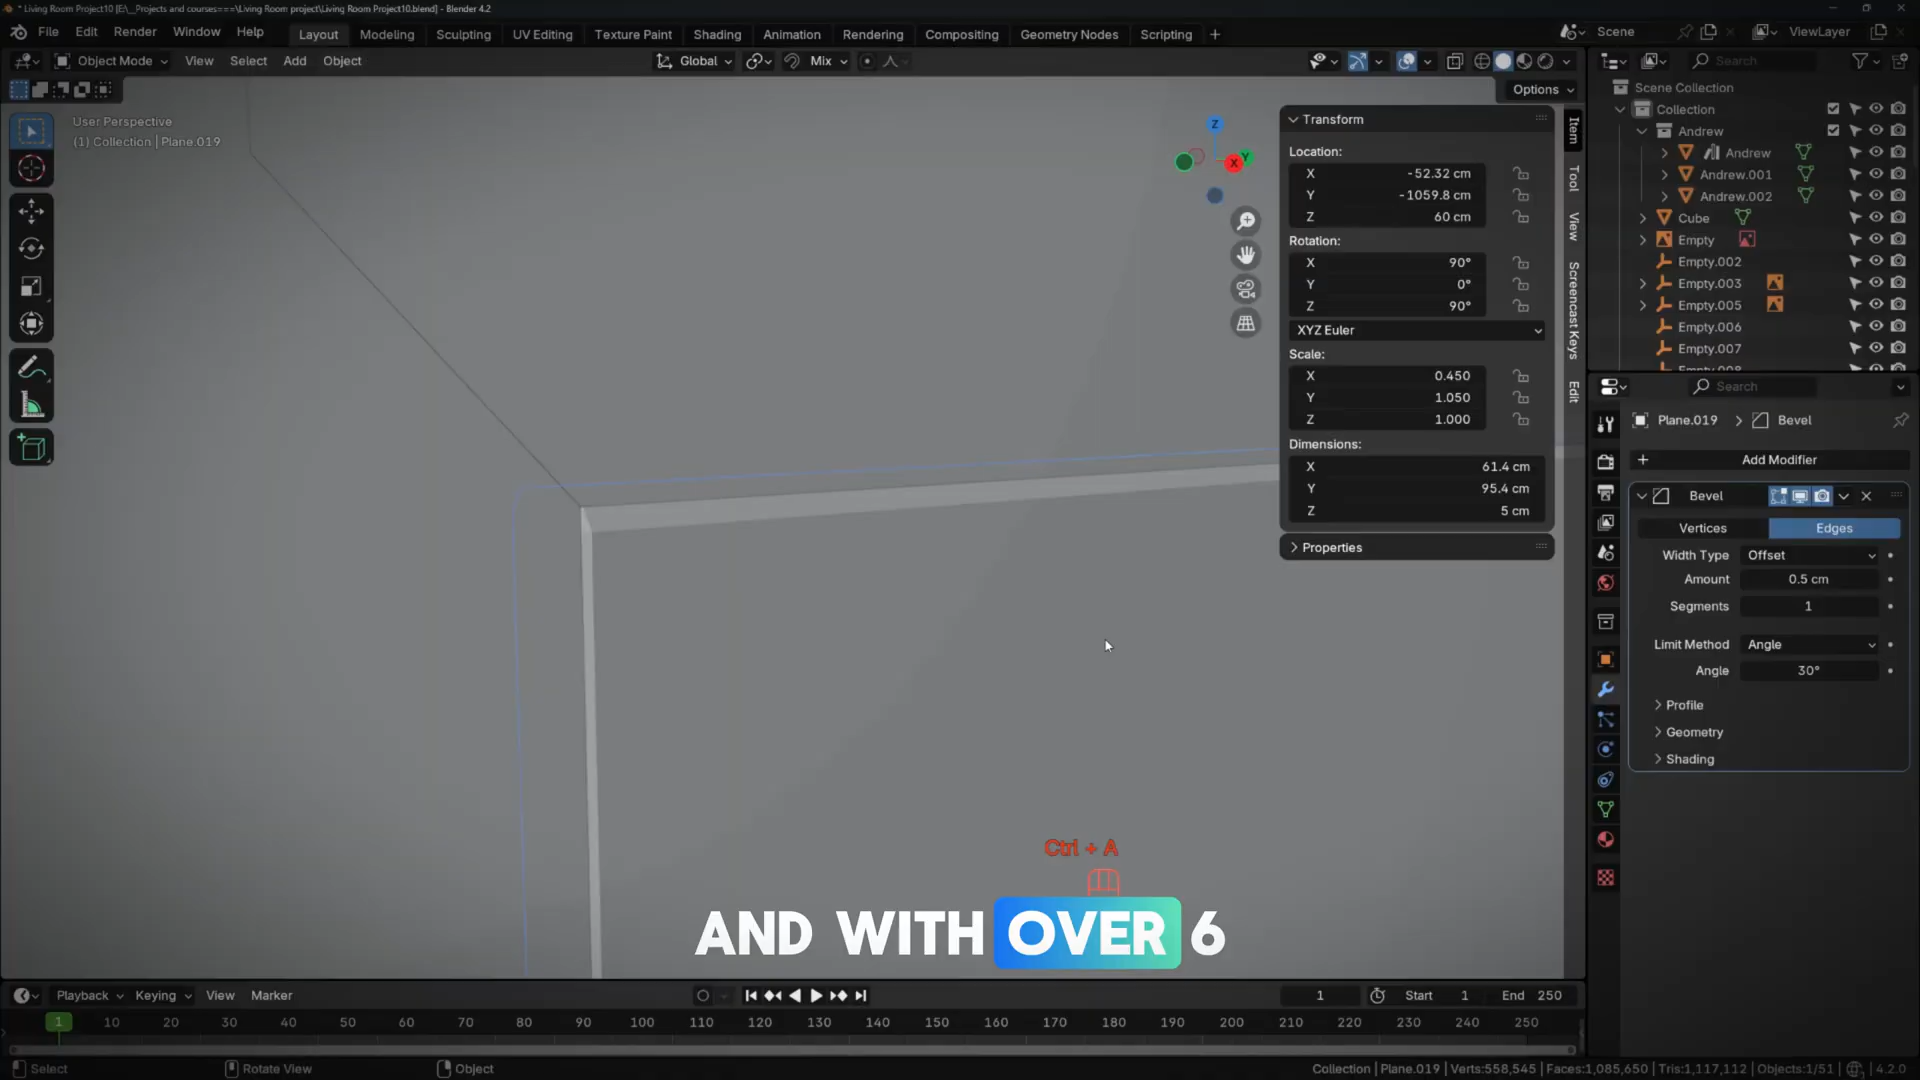 * Living Room Project10 [E:\__Projects and courses===\Living Room project\Living Room Project10.blend] - Blender 4.2
File Edit Render Window Help Layout Modeling Sculpting UV Editing Texture Paint Shading Animation Rendering Compositing Geometry Nodes Scripting + Scene ViewLayer
Object Mode View Select Add Object Global Mix Search
Options
User Perspective
(1) Collection | Plane.019
Z
Y
X
Transform
Location:
X -52.32 cm
Y -1059.8 cm
Z 60 cm
Rotation:
X 90°
Y 0°
Z 90°
XYZ Euler
Scale:
X 0.450
Y 1.050
Z 1.000
Dimensions:
X 61.4 cm
Y 95.4 cm
Z 5 cm
Properties
Item
Tool
View
Screencast Keys
Edit
Scene Collection
Collection
Andrew
Andrew
Andrew.001
Andrew.002
Cube
Empty
Empty.002
Empty.003
Empty.005
Empty.006
Empty.007
Empty.008
Search
Plane.019 > Bevel
+ Add Modifier
Bevel
Vertices Edges
Width Type Offset
Amount 0.5 cm
Segments 1
Limit Method Angle
Angle 30°
Profile
Geometry
Shading
Ctrl + A
AND WITH OVER 6
Playback Keying View Marker 1 Start 1 End 250
1 10 20 30 40 50 60 70 80 90 100 110 120 130 140 150 160 170 180 190 200 210 220 230 240 250
Select Rotate View Object Collection | Plane.019 | Verts:558,545 | Faces:1,085,650 | Tris:1,117,112 | Objects:1/51 | 4.2.0